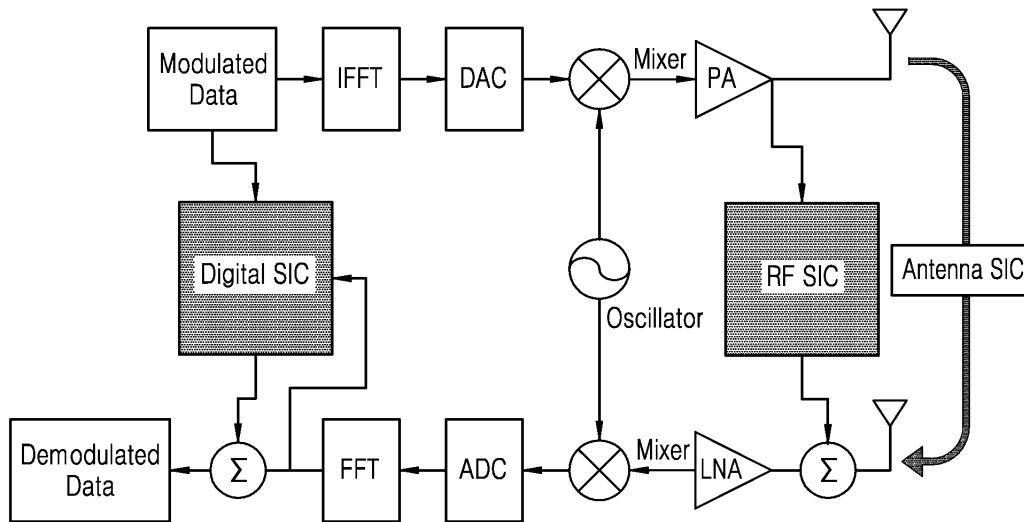 Modulated
Data
IFFT
DAC
Mixer
PA
Digital SIC
Oscillator
RF SIC
Antenna SIC
Demodulated
Data
Σ
FFT
ADC
Mixer
LNA
Σ